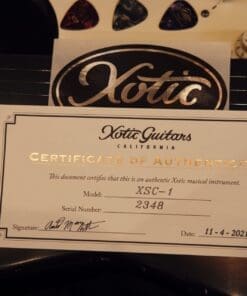 Xotic
Xotic Guitars
CALIFORNIA
CERTIFICATE OF AUTHENTIC
This document certifies that this is an authentic Xotic musical instrument.
Model: XSC-1
Serial Number: 2348
Signature: Date: 11-4-2021